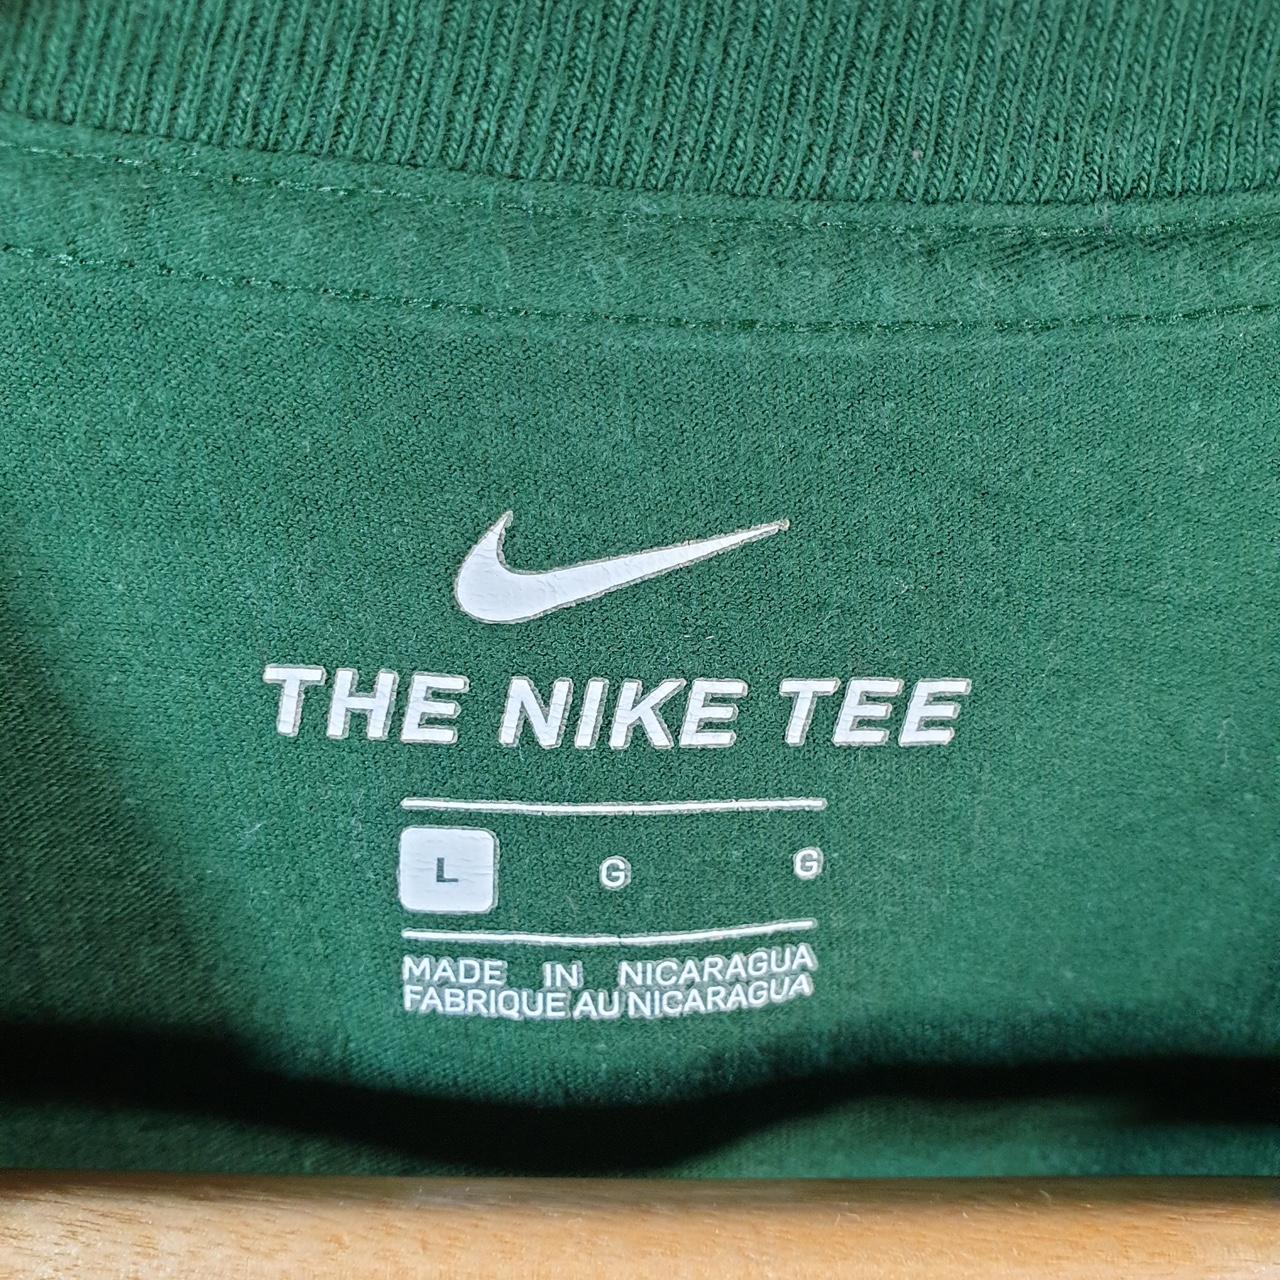 THE NIKE TEE
L G G
MADE IN NICARAGUA
FABRIQUE AU NICARAGUA